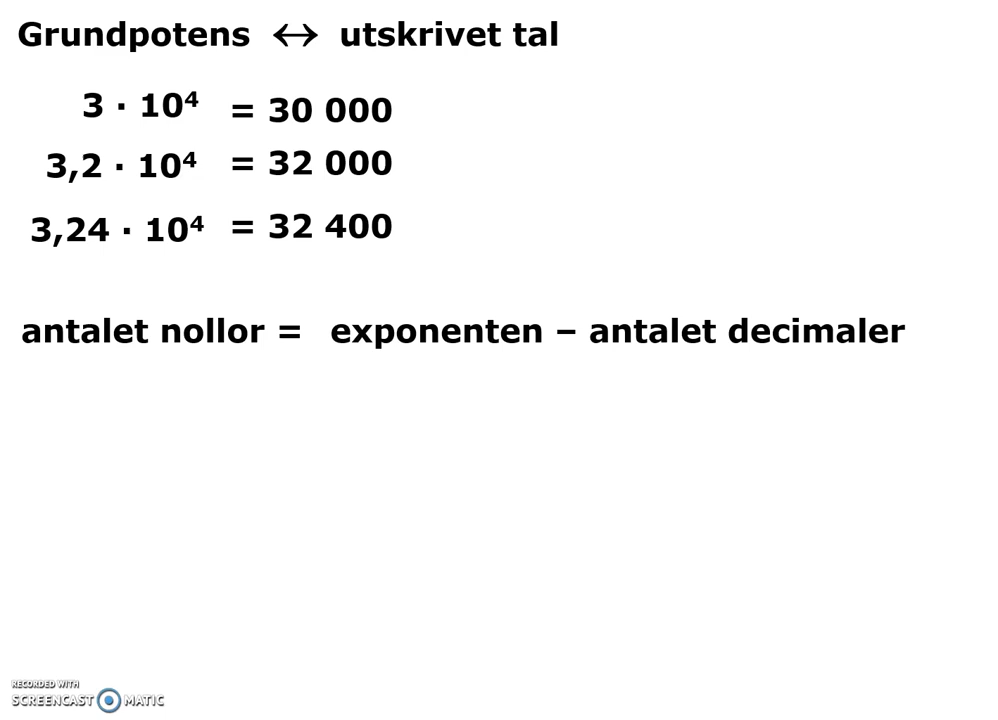 Grundpotens ↔ utskrivet tal
3 · 10⁴ = 30 000
3,2 · 10⁴ = 32 000
3,24 · 10⁴ = 32 400
antalet nollor = exponenten – antalet decimaler
RECORDED WITH
SCREENCAST MATIC